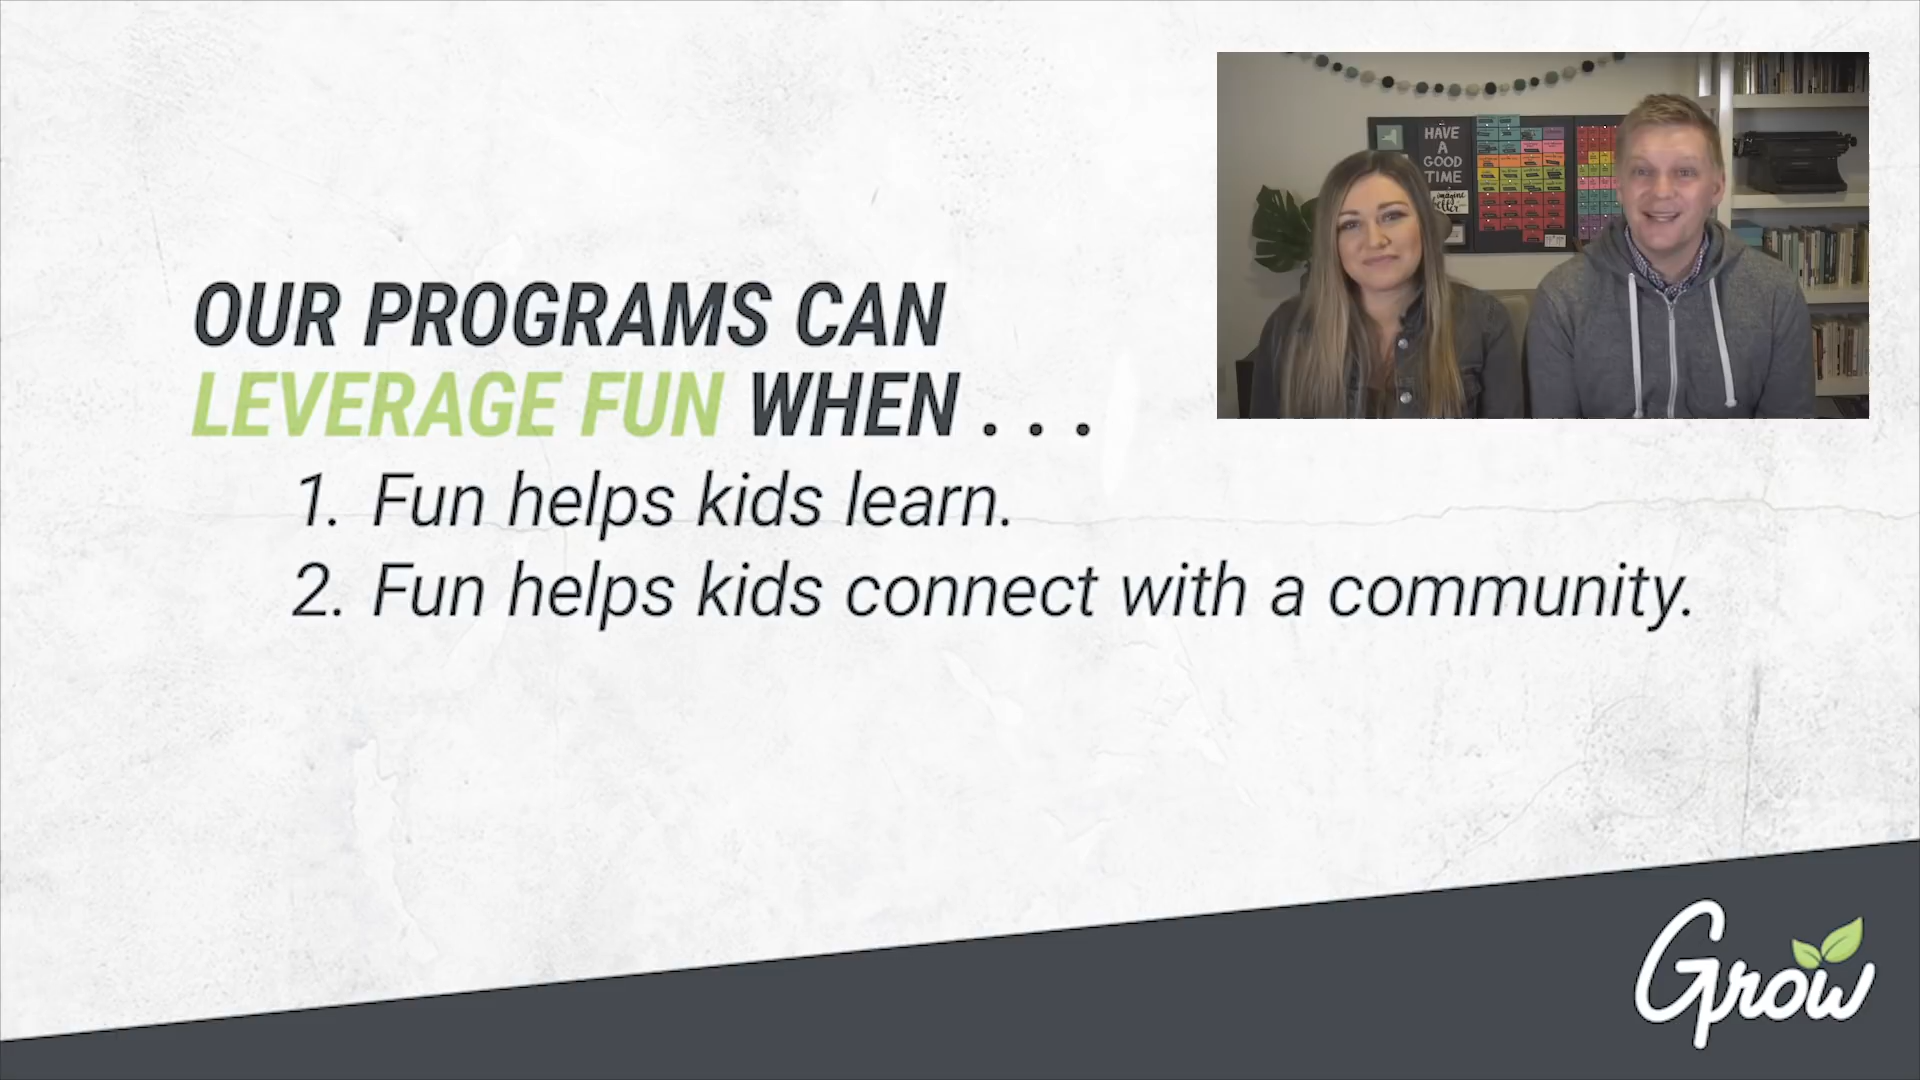 OUR PROGRAMS CAN
LEVERAGE FUN WHEN . . .
1. Fun helps kids learn.
2. Fun helps kids connect with a community.
HAVE
A
GOOD
TIME
imagine
Grow